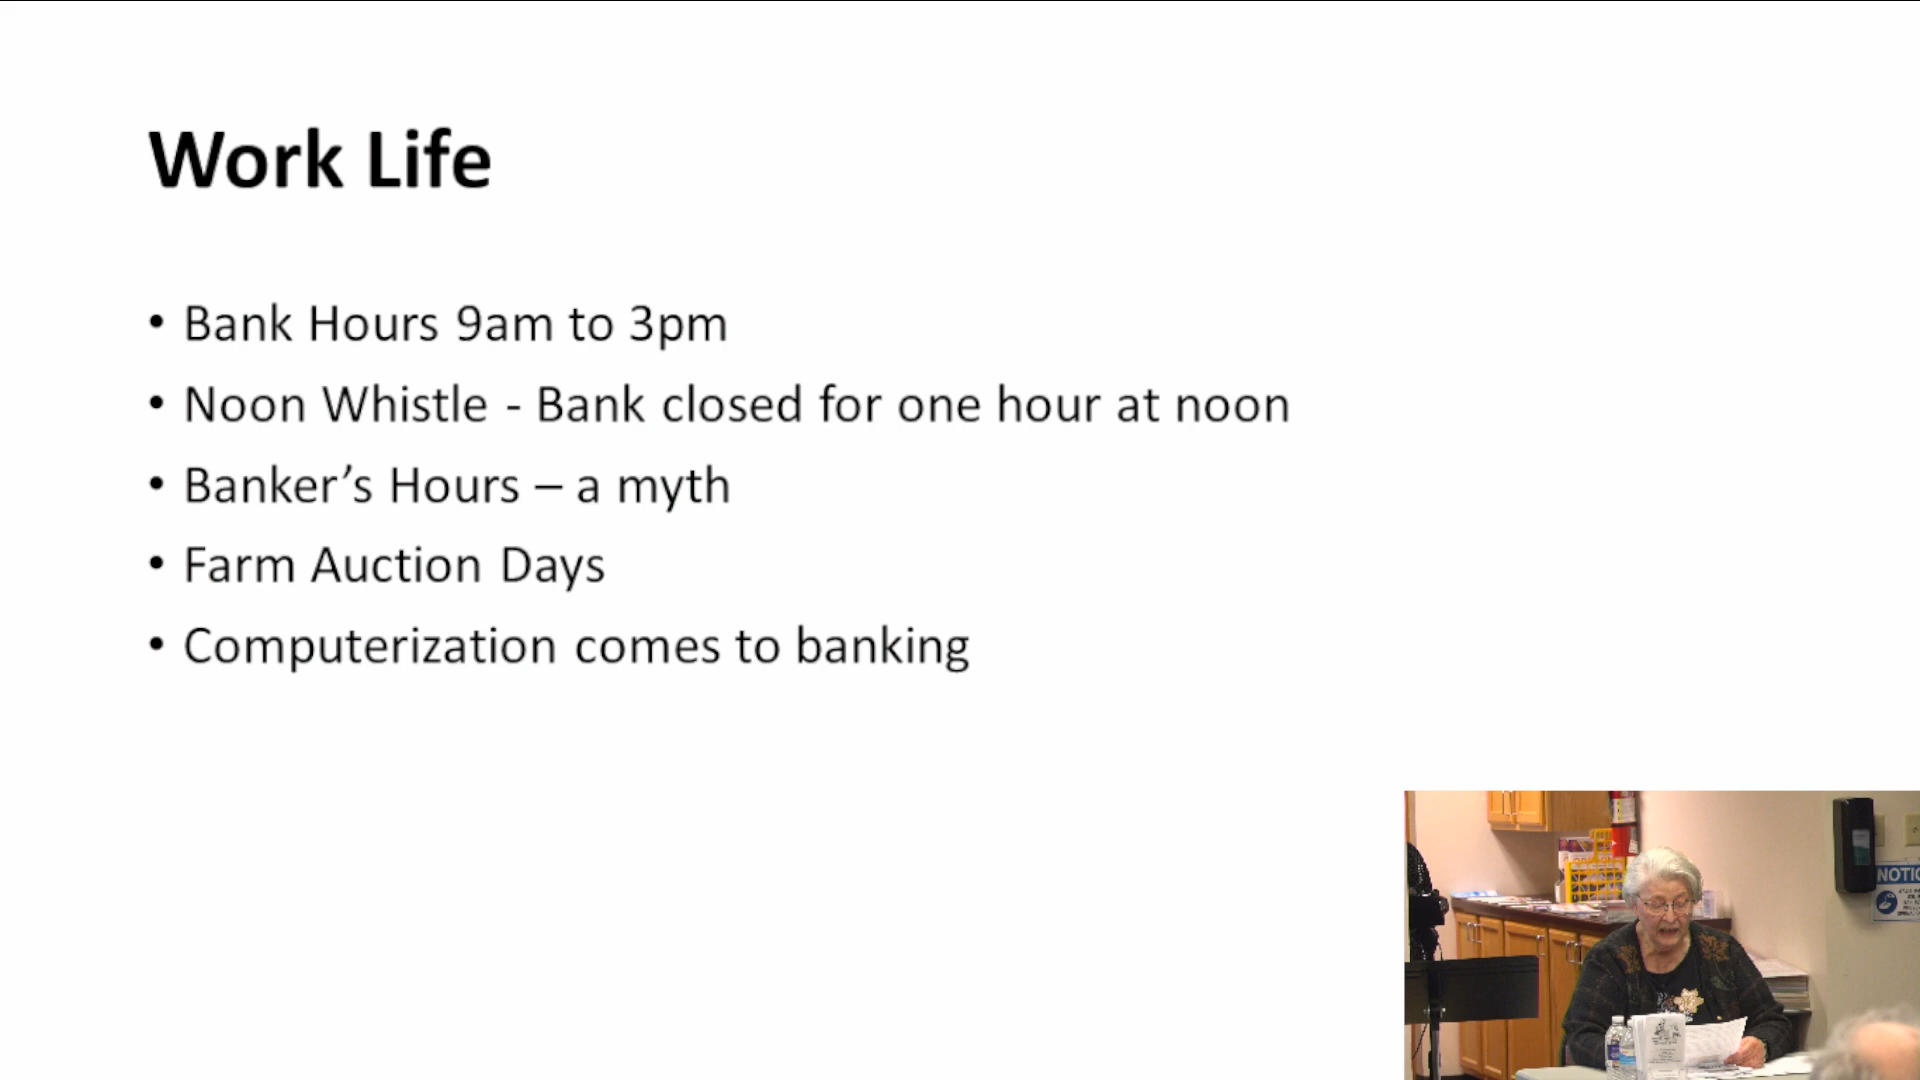 Work Life
• Bank Hours 9am to 3pm
• Noon Whistle - Bank closed for one hour at noon
• Banker’s Hours – a myth
• Farm Auction Days
• Computerization comes to banking
NOTIC